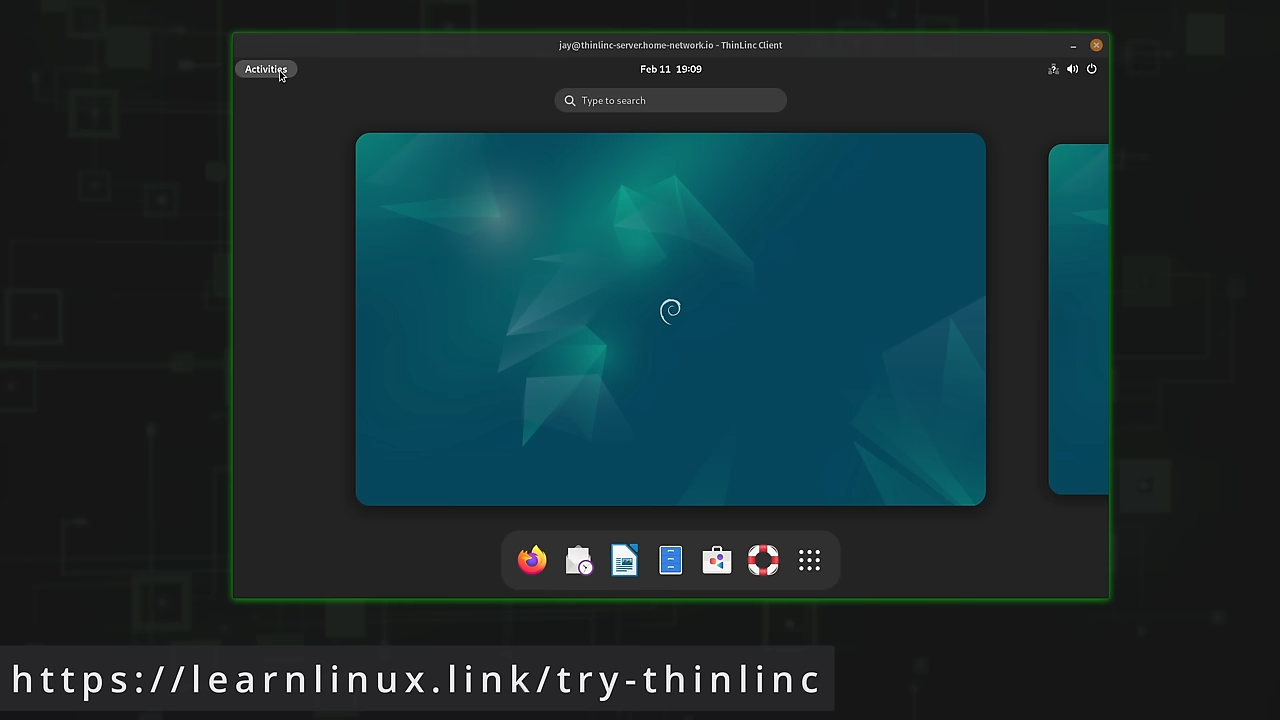 jay@thinlinc-server.home-network.io - ThinLinc Client
Activities
Feb 11 19:09
Type to search
https://learnlinux.link/try-thinlinc